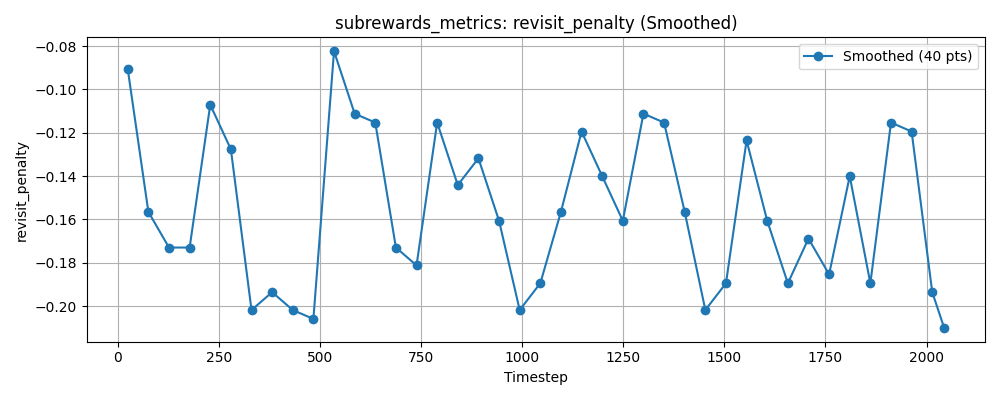 subrewards_metrics: revisit_penalty (Smoothed)
Smoothed (40 pts)
revisit_penalty
−0.08
−0.10
−0.12
−0.14
−0.16
−0.18
−0.20
0 250 500 750 1000 1250 1500 1750 2000
Timestep